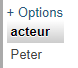 + Options
acteur
Peter